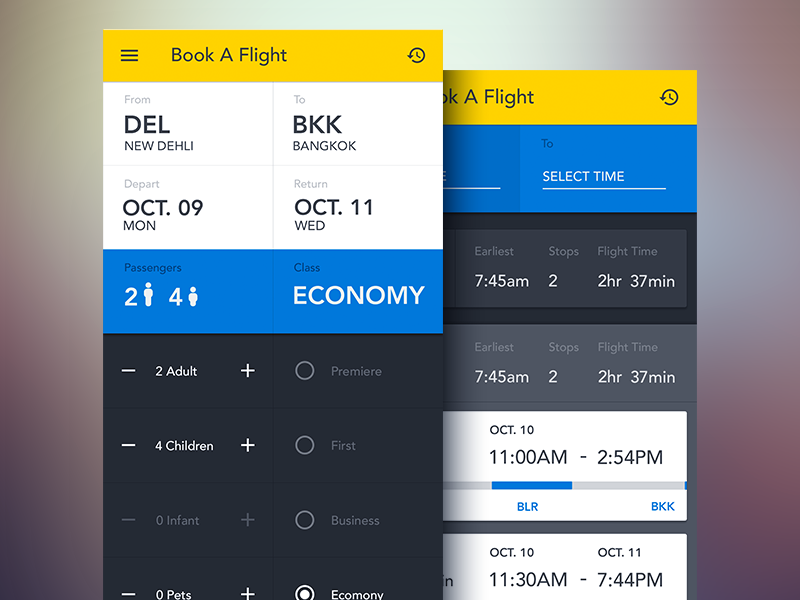 Book A Flight
From
To
DEL
BKK
NEW DEHLI
BANGKOK
Depart
Return
OCT. 09
OCT. 11
MON
WED
Passengers
Class
2 4
ECONOMY
2 Adult
Premiere
4 Children
First
0 Infant
Business
0 Pets
Ecomony
ok A Flight
To
E
SELECT TIME
Earliest Stops Flight Time
7:45am 2 2hr 37min
Earliest Stops Flight Time
7:45am 2 2hr 37min
OCT. 10
11:00AM - 2:54PM
BLR BKK
OCT. 10 OCT. 11
in 11:30AM - 7:44PM